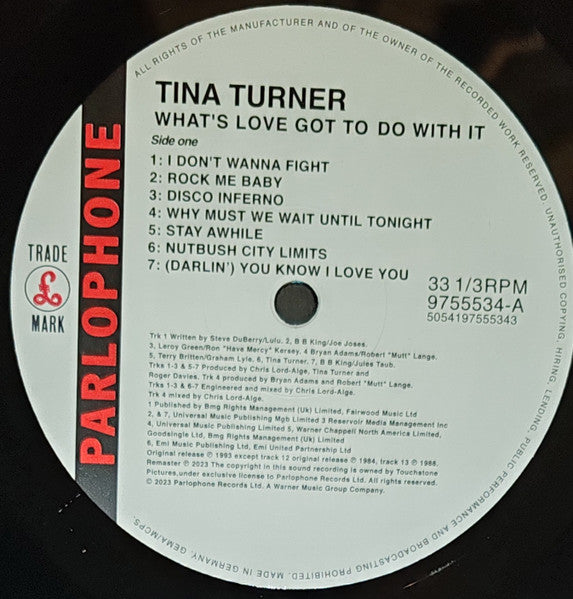 ALL RIGHTS OF THE MANUFACTURER AND OF THE OWNER OF THE RECORDED WORK RESERVED. UNAUTHORISED COPYING, HIRING, LENDING, PUBLIC PERFORMANCE AND BROADCASTING PROHIBITED. MADE IN GERMANY. GEMA/MCPS.
TINA TURNER
WHAT'S LOVE GOT TO DO WITH IT
Side one
1: I DON'T WANNA FIGHT
2: ROCK ME BABY
3: DISCO INFERNO
4: WHY MUST WE WAIT UNTIL TONIGHT
5: STAY AWHILE
6: NUTBUSH CITY LIMITS
7: (DARLIN') YOU KNOW I LOVE YOU
PARLOPHONE
TRADE
£
MARK
33 1/3RPM
9755534-A
5054197555343
Trk 1 Written by Steve DuBerry/Lulu. 2, B B King/Joe Joses.
3, Leroy Green/Ron "Have Mercy" Kersey, 4 Bryan Adams/Robert "Mutt" Lange.
5, Terry Britten/Graham Lyle, 6, Tina Turner. 7, B B King/Jules Taub.
Trks 1-3 & 5-7 Produced by Chris Lord-Alge, Tina Turner and
Roger Davies, Trk 4 produced by Bryan Adams and Robert "Mutt" Lange.
Trks 1-3 & 6-7 Engineered and mixed by Chris Lord-Alge.
Trk 4 mixed by Chris Lord-Alge.
1 Published by Bmg Rights Management (Uk) Limited, Fairwood Music Ltd
2, & 7, Universal Music Publishing Mgb Limited 3 Reservoir Media Management Inc
4, Universal Music Publishing Limited 5, Warner Chappell North America Limited,
Goodsingle Ltd, Bmg Rights Management (Uk) Limited
6, Emi Music Publishing Ltd, Emi United Partnership Ltd
Original release ℗ 1993 except track 12 original release ℗ 1984, track 13 ℗ 1986,
Remaster ℗ 2023 The copyright in this sound recording is owned by Touchstone
Pictures,under exclusive license to Parlophone Records Ltd. All rights reserved.
© 2023 Parlophone Records Ltd. A Warner Music Group Company.